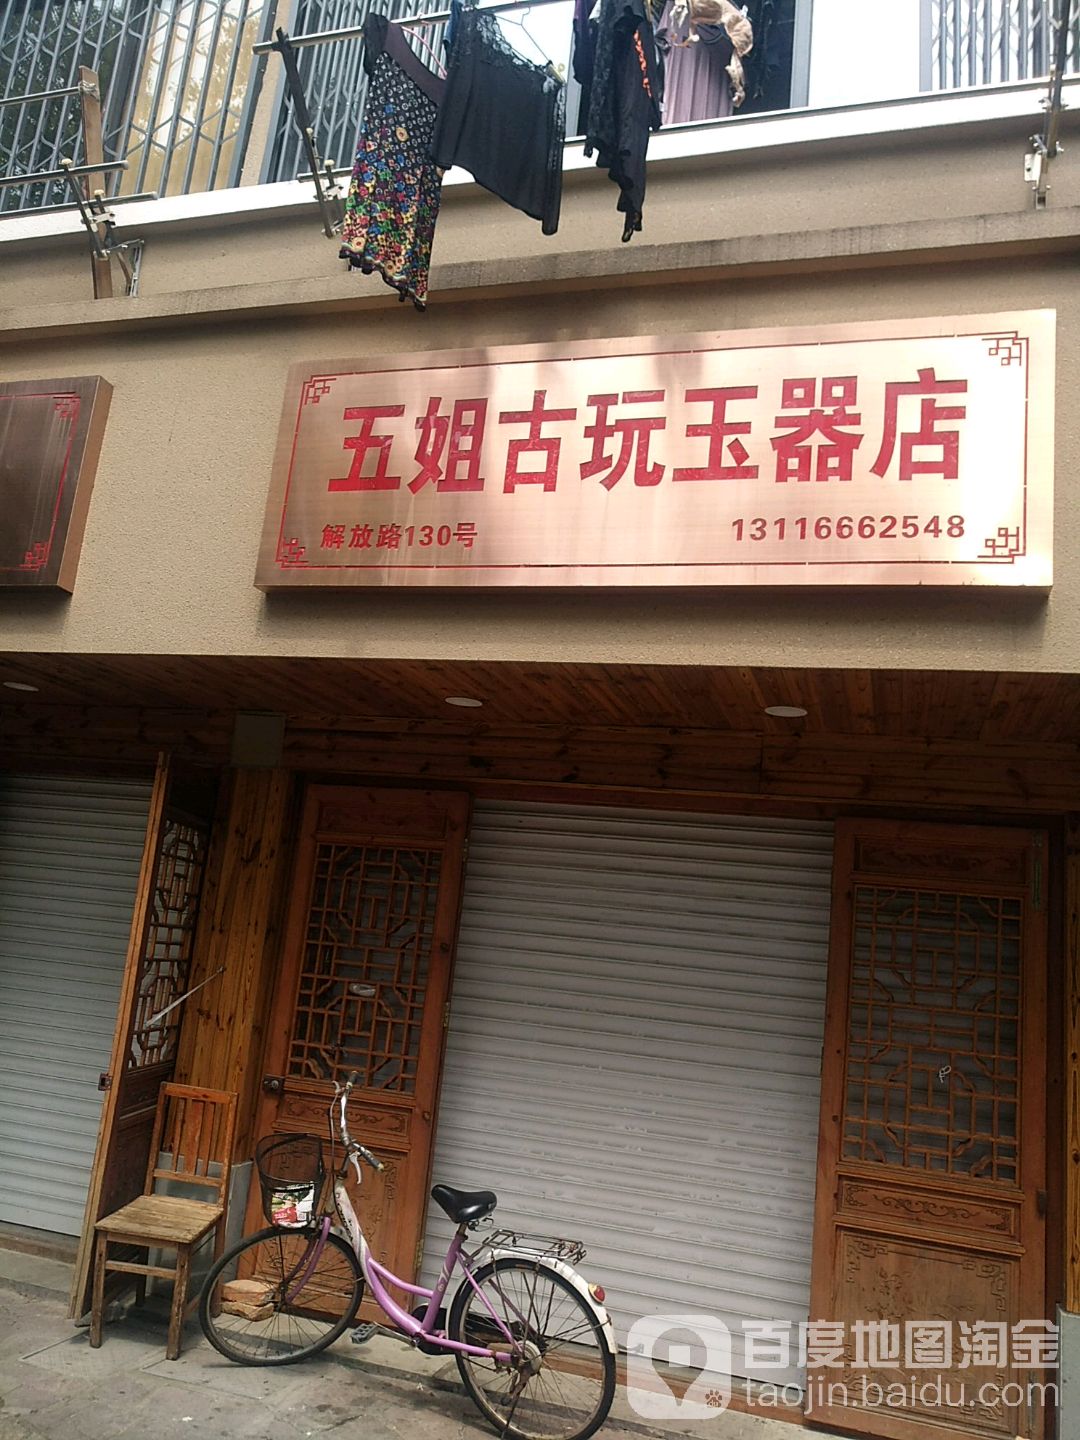 五姐古玩玉器店
解放路130号 13116662548
百度地图淘金
taojin.baidu.com